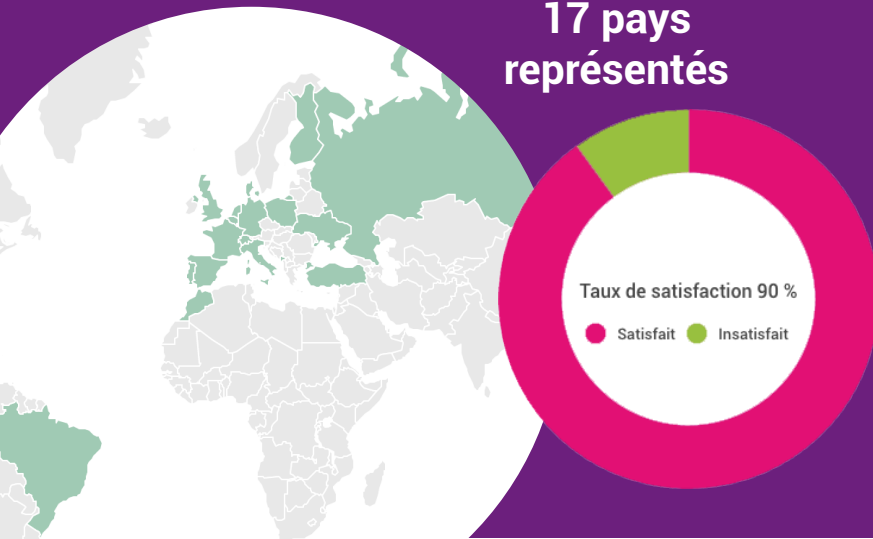 17 pays
représentés
Taux de satisfaction 90 %
Satisfait Insatisfait